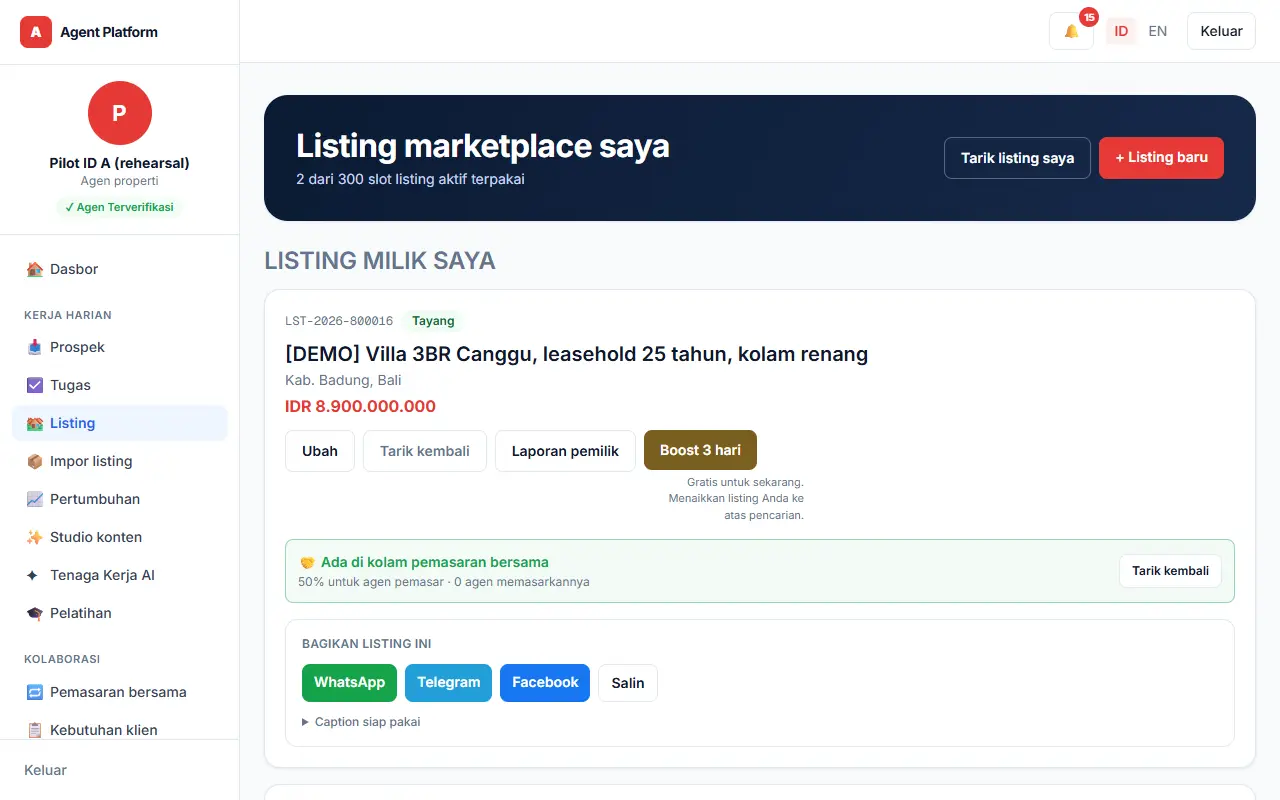 A Agent Platform
15
ID EN Keluar
P
Pilot ID A (rehearsal)
Agen properti
✓ Agen Terverifikasi
Dasbor
KERJA HARIAN
Prospek
Tugas
Listing
Impor listing
Pertumbuhan
Studio konten
Tenaga Kerja AI
Pelatihan
KOLABORASI
Pemasaran bersama
Kebutuhan klien
Keluar
Listing marketplace saya
2 dari 300 slot listing aktif terpakai
Tarik listing saya
+ Listing baru
LISTING MILIK SAYA
LST-2026-800016 Tayang
[DEMO] Villa 3BR Canggu, leasehold 25 tahun, kolam renang
Kab. Badung, Bali
IDR 8.900.000.000
Ubah Tarik kembali Laporan pemilik Boost 3 hari
Gratis untuk sekarang.
Menaikkan listing Anda ke
atas pencarian.
Ada di kolam pemasaran bersama
50% untuk agen pemasar · 0 agen memasarkannya
Tarik kembali
BAGIKAN LISTING INI
WhatsApp Telegram Facebook Salin
Caption siap pakai